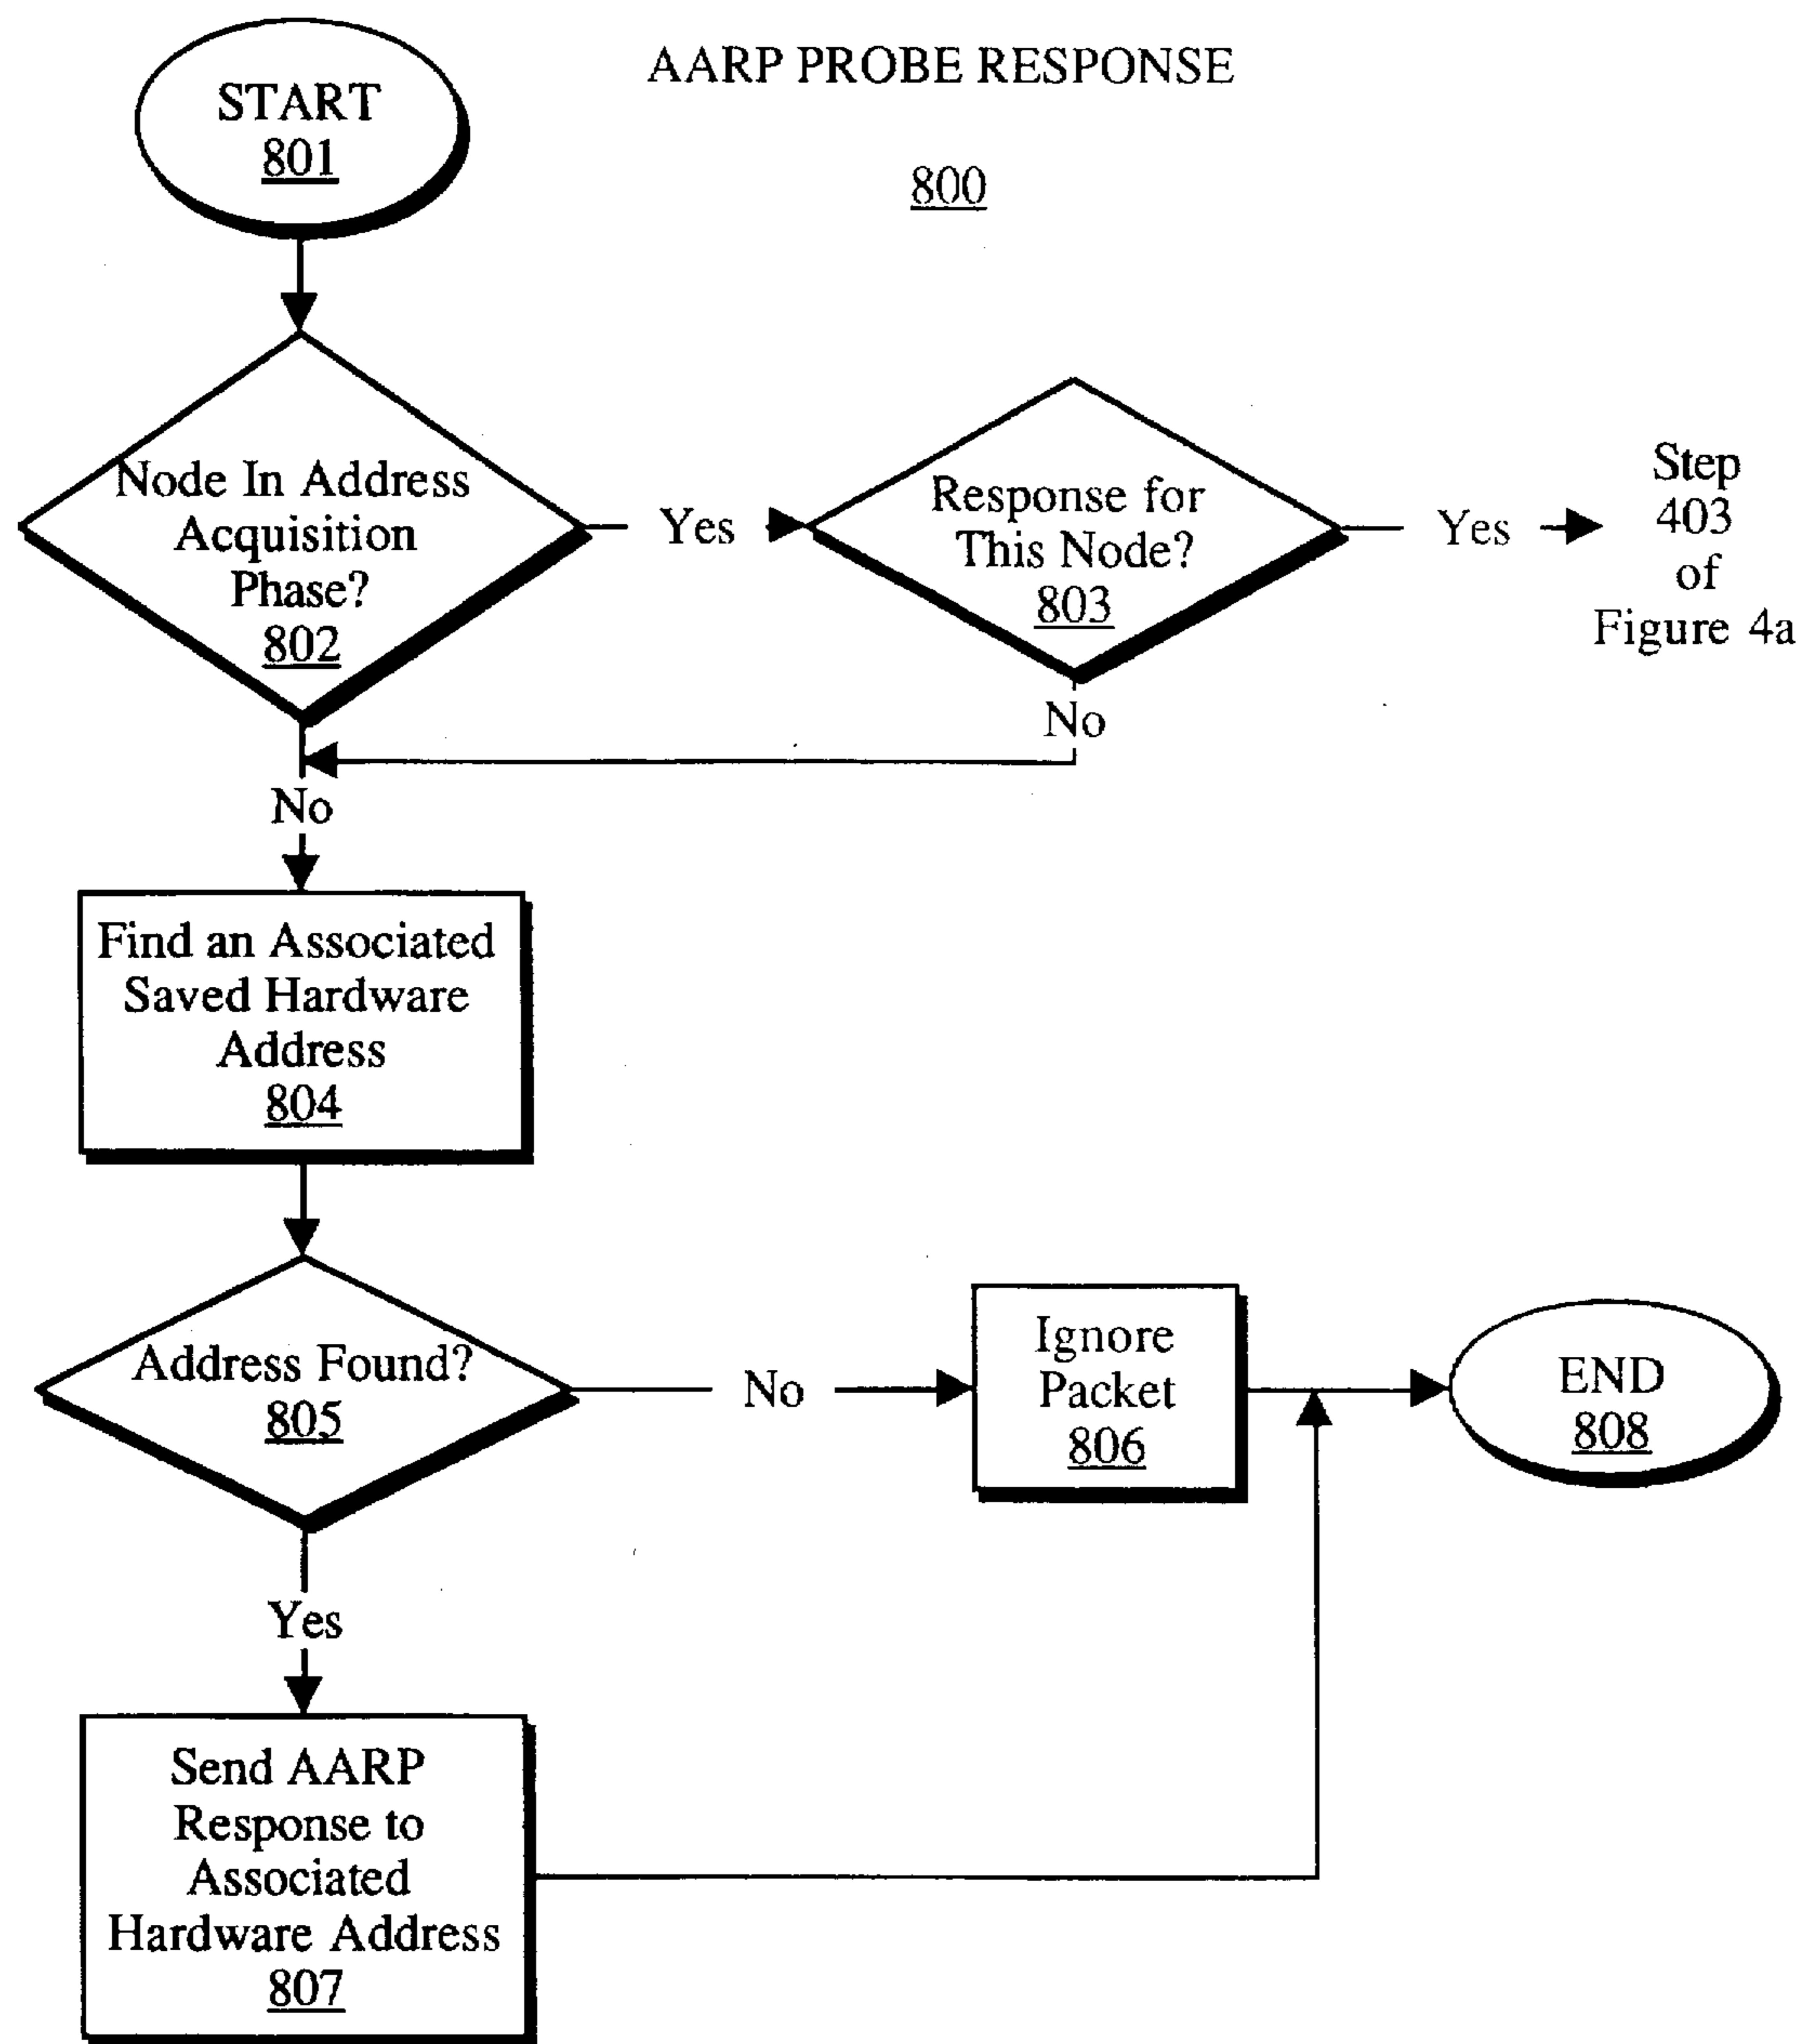 AARP PROBE RESPONSE
800
START
801
Node In Address
Acquisition
Phase?
802
Yes
Response for
This Node?
803
Yes
Step
403
of
Figure 4a
No
No
Find an Associated
Saved Hardware
Address
804
Address Found?
805
No
Ignore
Packet
806
END
808
Yes
Send AARP
Response to
Associated
Hardware Address
807